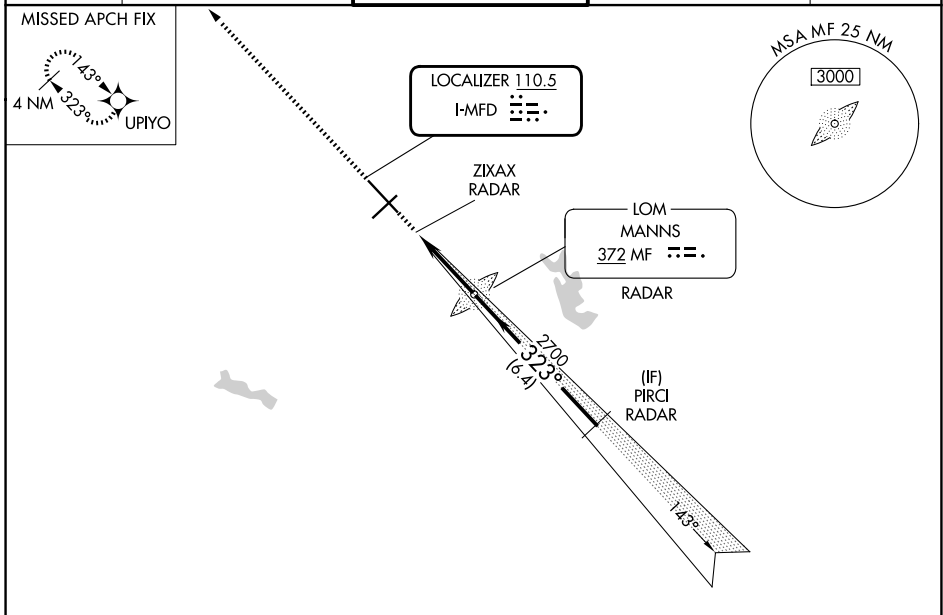 MISSED APCH FIX
143°
4 NM
323°
UPIYO
LOCALIZER 110.5
I-MFD
ZIXAX
RADAR
LOM
MANNS
372 MF
RADAR
MSA MF 25 NM
3000
2700
323°
(6.4)
(IF)
PIRCI
RADAR
143°